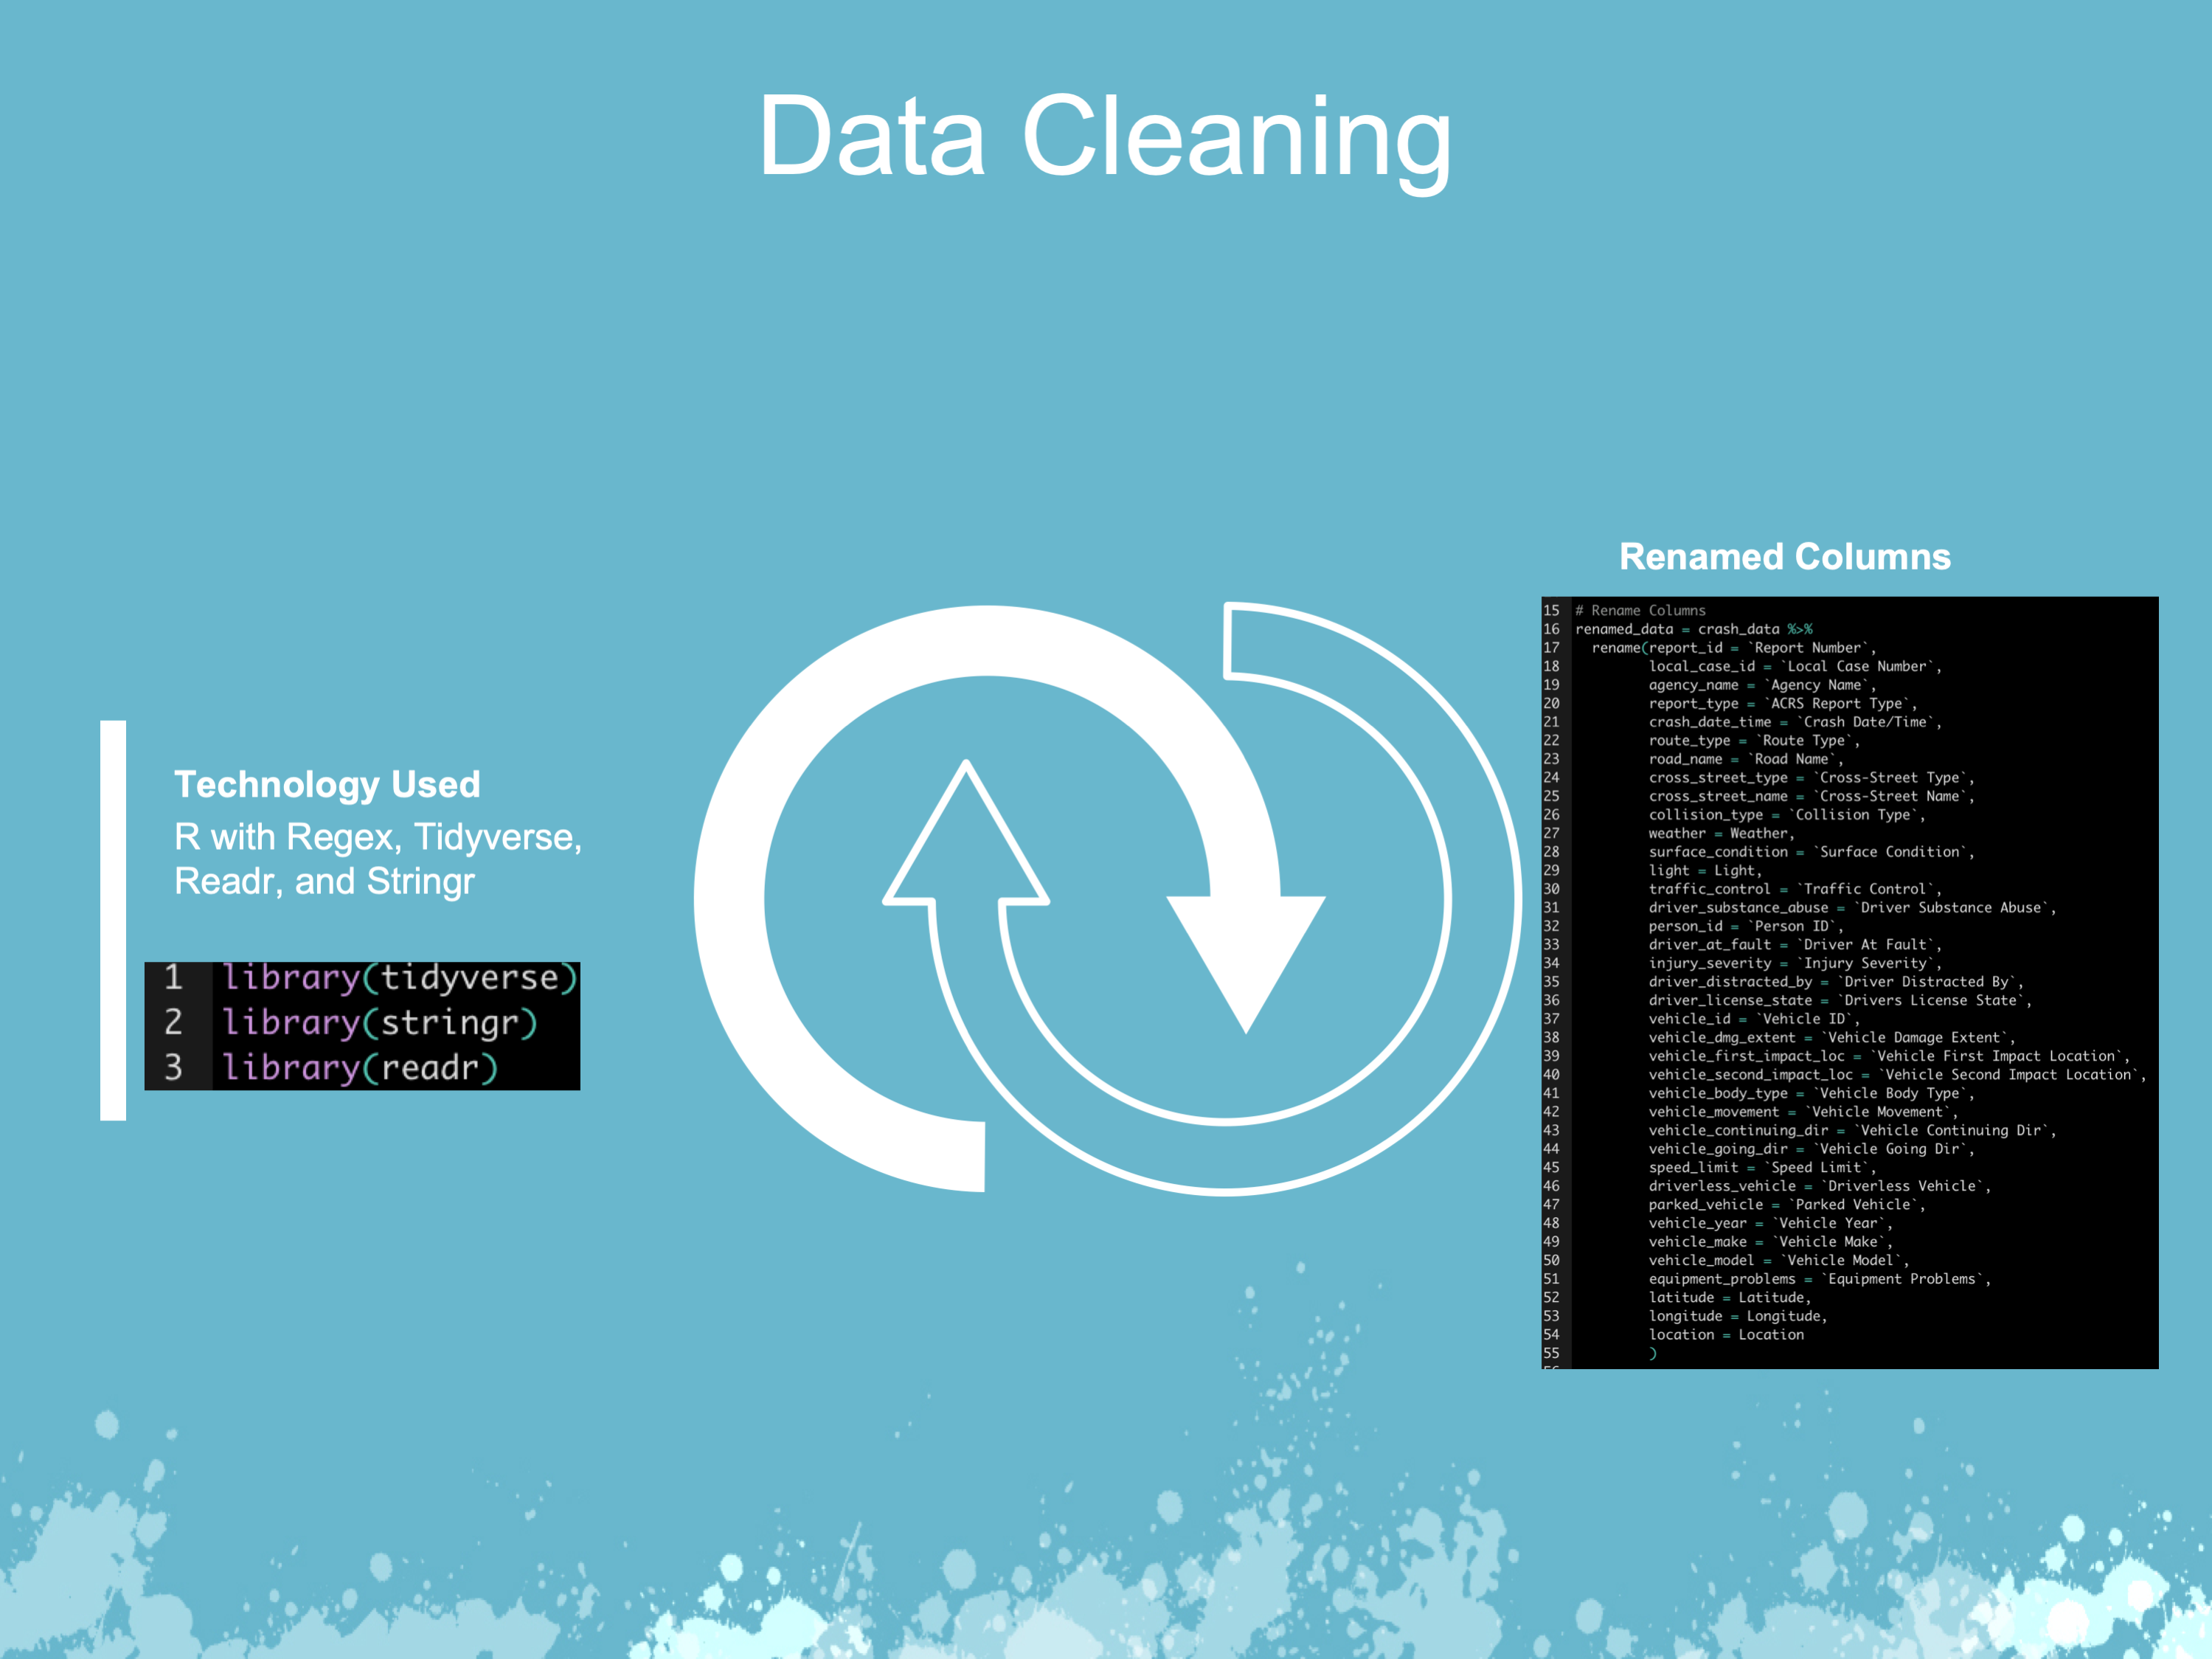 Data Cleaning
Technology Used
R with Regex, Tidyverse,
Readr, and Stringr
1 library(tidyverse)
2 library(stringr)
3 library(readr)
Renamed Columns
15 # Rename Columns
16 renamed_data = crash_data %>%
17 rename(report_id = `Report Number`,
18 local_case_id = `Local Case Number`,
19 agency_name = `Agency Name`,
20 report_type = `ACRS Report Type`,
21 crash_date_time = `Crash Date/Time`,
22 route_type = `Route Type`,
23 road_name = `Road Name`,
24 cross_street_type = `Cross-Street Type`,
25 cross_street_name = `Cross-Street Name`,
26 collision_type = `Collision Type`,
27 weather = Weather,
28 surface_condition = `Surface Condition`,
29 light = Light,
30 traffic_control = `Traffic Control`,
31 driver_substance_abuse = `Driver Substance Abuse`,
32 person_id = `Person ID`,
33 driver_at_fault = `Driver At Fault`,
34 injury_severity = `Injury Severity`,
35 driver_distracted_by = `Driver Distracted By`,
36 driver_license_state = `Drivers License State`,
37 vehicle_id = `Vehicle ID`,
38 vehicle_dmg_extent = `Vehicle Damage Extent`,
39 vehicle_first_impact_loc = `Vehicle First Impact Location`,
40 vehicle_second_impact_loc = `Vehicle Second Impact Location`,
41 vehicle_body_type = `Vehicle Body Type`,
42 vehicle_movement = `Vehicle Movement`,
43 vehicle_continuing_dir = `Vehicle Continuing Dir`,
44 vehicle_going_dir = `Vehicle Going Dir`,
45 speed_limit = `Speed Limit`,
46 driverless_vehicle = `Driverless Vehicle`,
47 parked_vehicle = `Parked Vehicle`,
48 vehicle_year = `Vehicle Year`,
49 vehicle_make = `Vehicle Make`,
50 vehicle_model = `Vehicle Model`,
51 equipment_problems = `Equipment Problems`,
52 latitude = Latitude,
53 longitude = Longitude,
54 location = Location
55 )